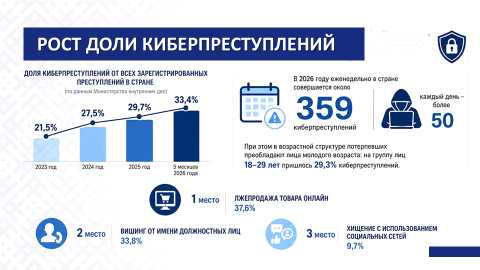 РОСТ ДОЛИ КИБЕРПРЕСТУПЛЕНИЙ
ДОЛЯ КИБЕРПРЕСТУПЛЕНИЙ ОТ ВСЕХ ЗАРЕГИСТРИРОВАННЫХ
ПРЕСТУПЛЕНИЙ В СТРАНЕ
(по данным Министерства внутренних дел)
21,5%
27,5%
29,7%
33,4%
2023 год
2024 год
2025 год
5 месяцев
2026 года
В 2026 году еженедельно в стране
совершается около
359
киберпреступлений
каждый день –
более
50
При этом в возрастной структуре потерпевших
преобладают лица молодого возраста: на группу лиц
18–29 лет пришлось 29,3% киберпреступлений.
1 место
ЛЖЕПРОДАЖА ТОВАРА ОНЛАЙН
37,6%
2 место
ВИШИНГ ОТ ИМЕНИ ДОЛЖНОСТНЫХ ЛИЦ
33,8%
3 место
ХИЩЕНИЕ С ИСПОЛЬЗОВАНИЕМ
СОЦИАЛЬНЫХ СЕТЕЙ
9,7%